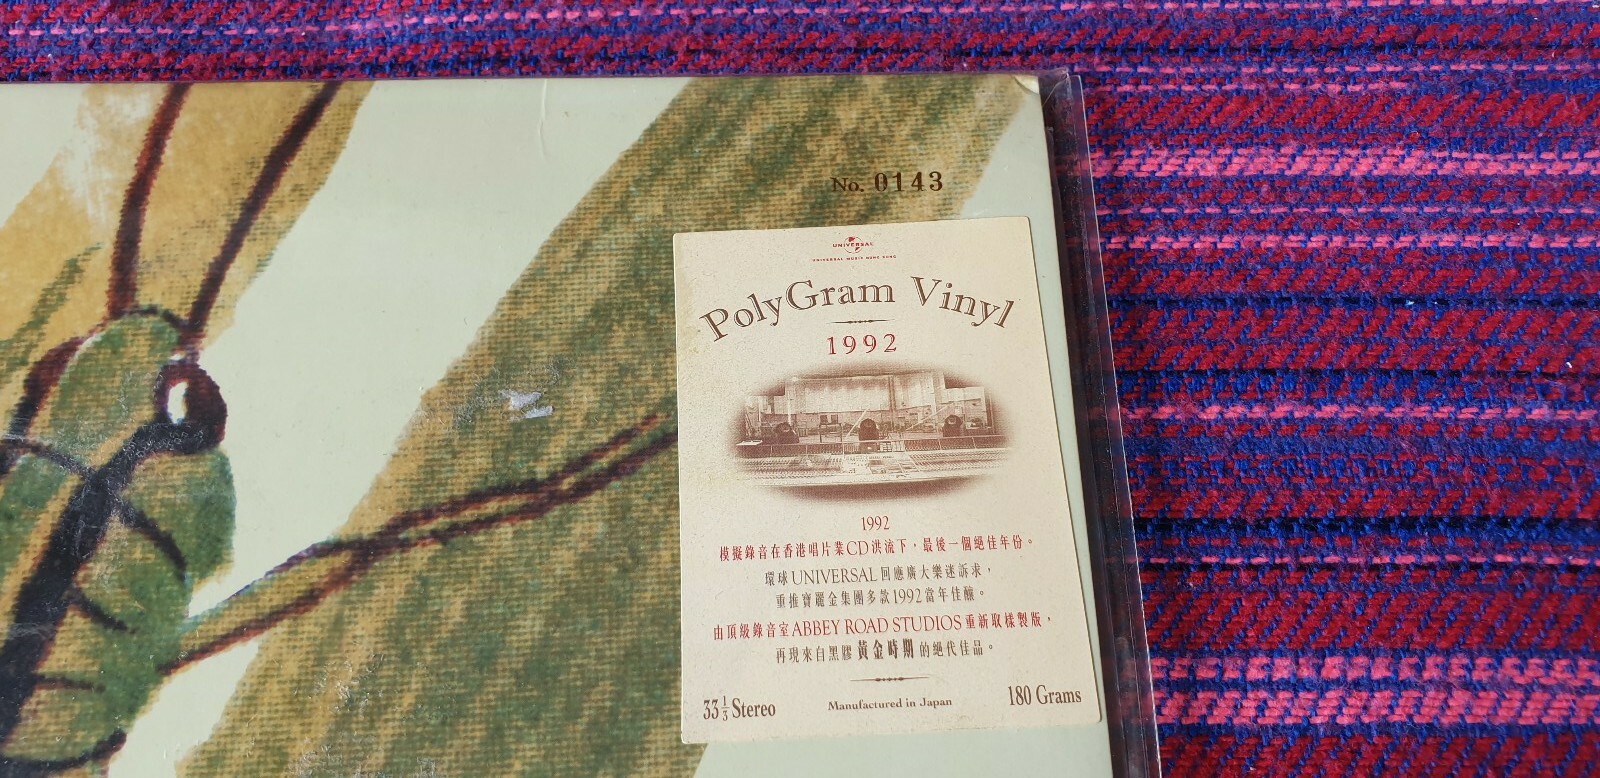 No. 0143
UNIVERSAL
UNIVERSAL MUSIC HONG KONG
PolyGram Vinyl
1992
1992
模擬錄音在香港唱片業CD洪流下，最後一個絕佳年份。
環球UNIVERSAL回應廣大樂迷訴求，
重推寶麗金集團多款1992當年佳釀。
由頂級錄音室ABBEY ROAD STUDIOS重新取樣製版，
再現來自黑膠黃金時期的絕代佳品。
33 1/3 Stereo
Manufactured in Japan
180 Grams